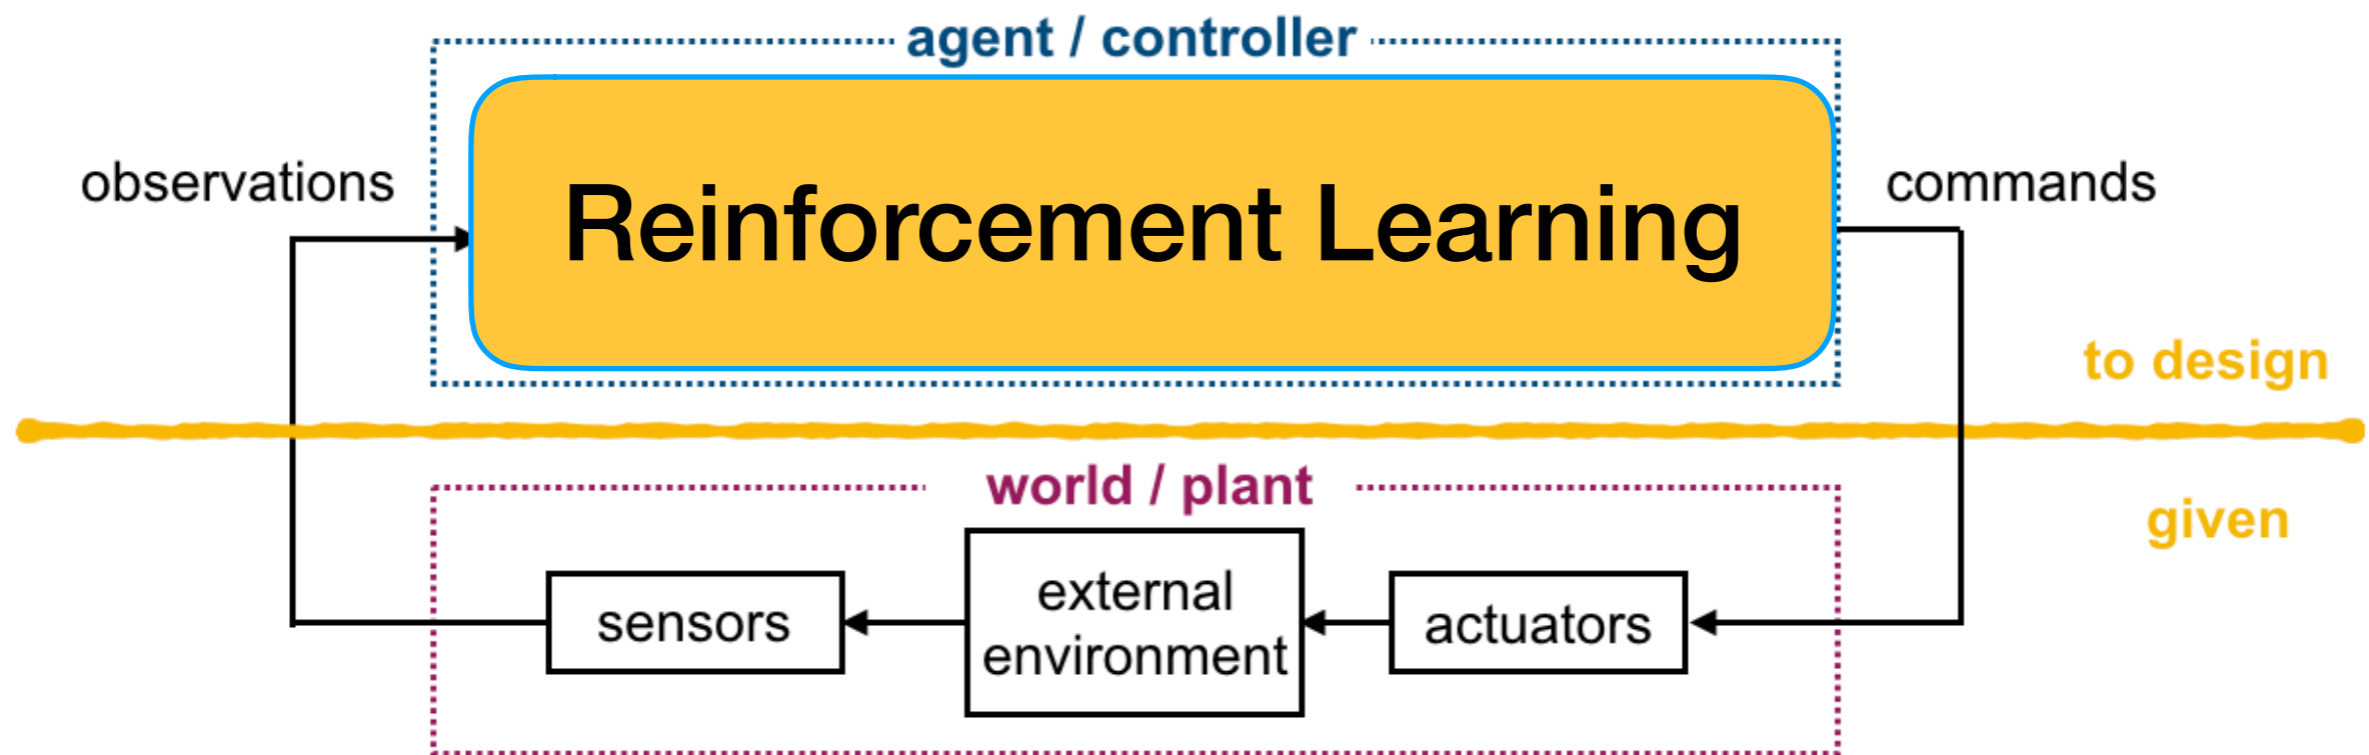 agent / controller
observations
Reinforcement Learning
commands
to design
world / plant
given
sensors
external
environment
actuators